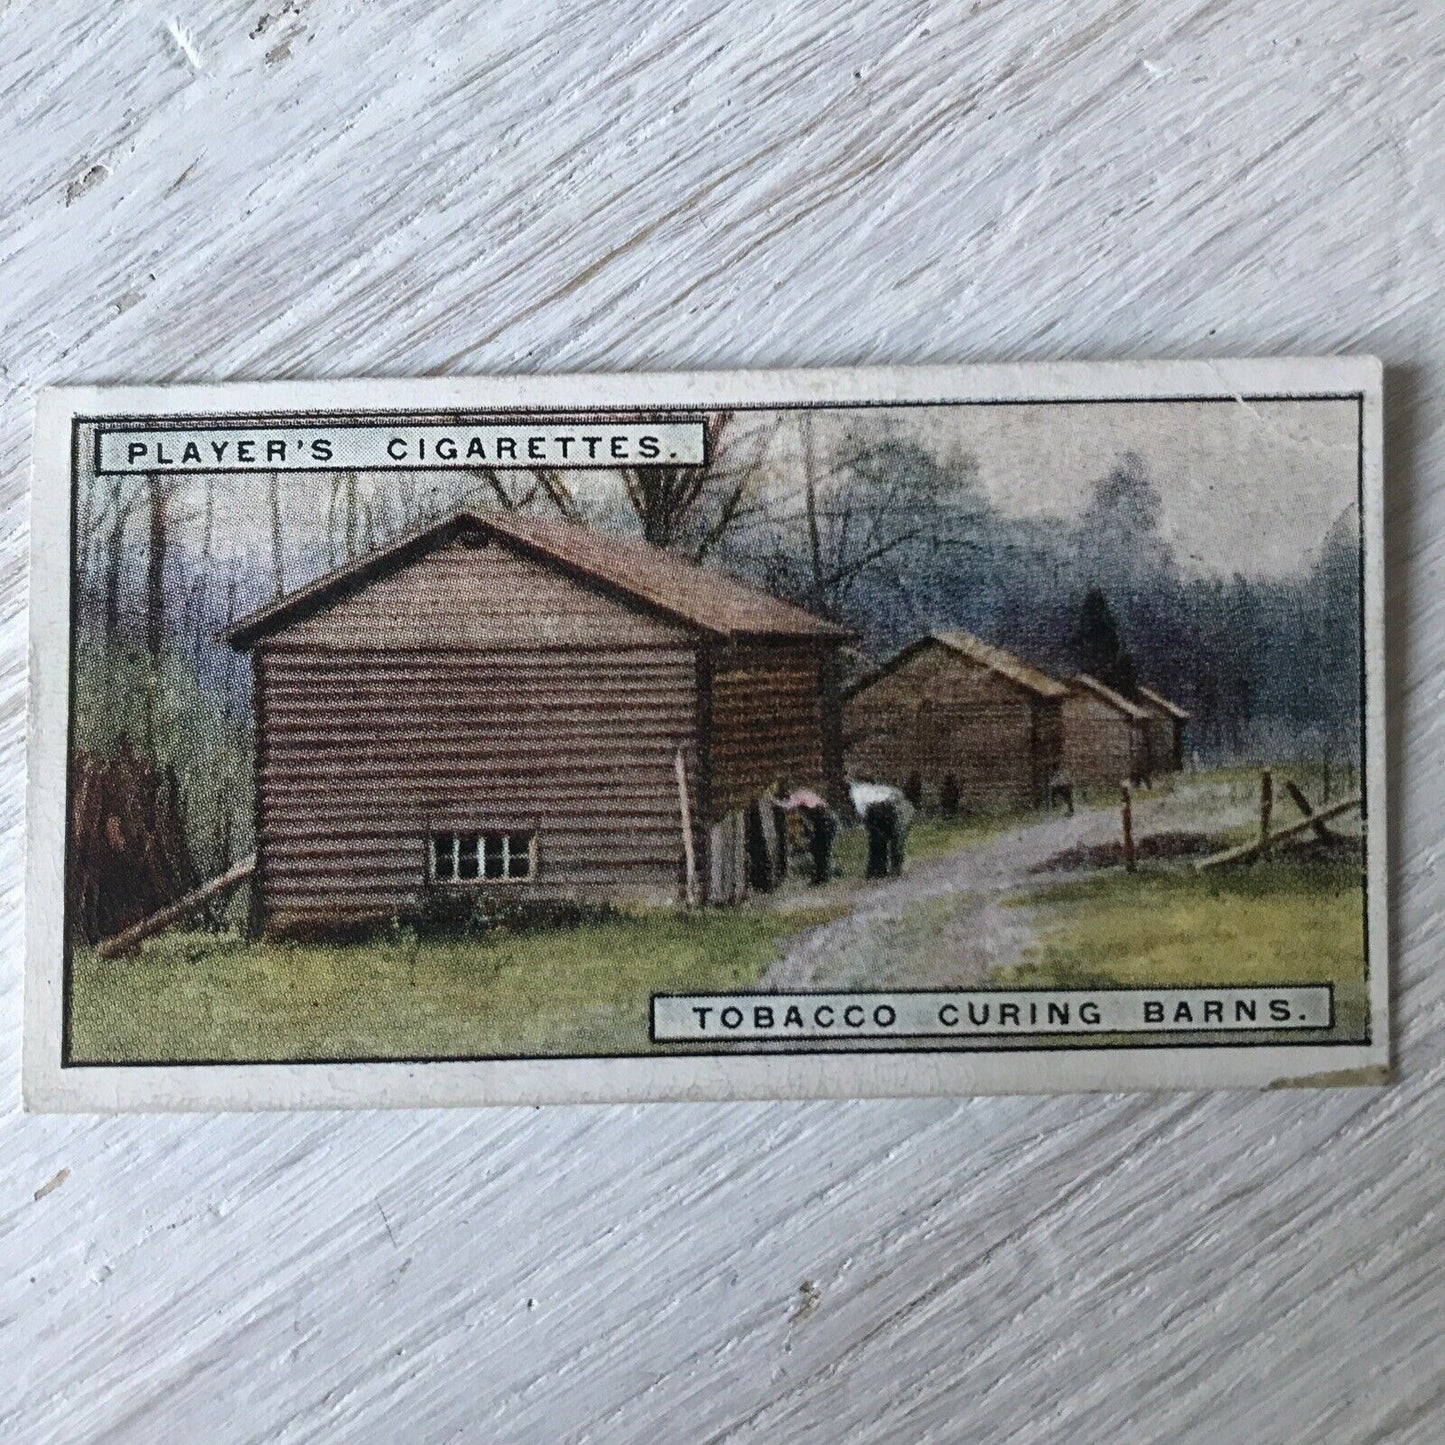 PLAYER'S CIGARETTES.
TOBACCO CURING BARNS.